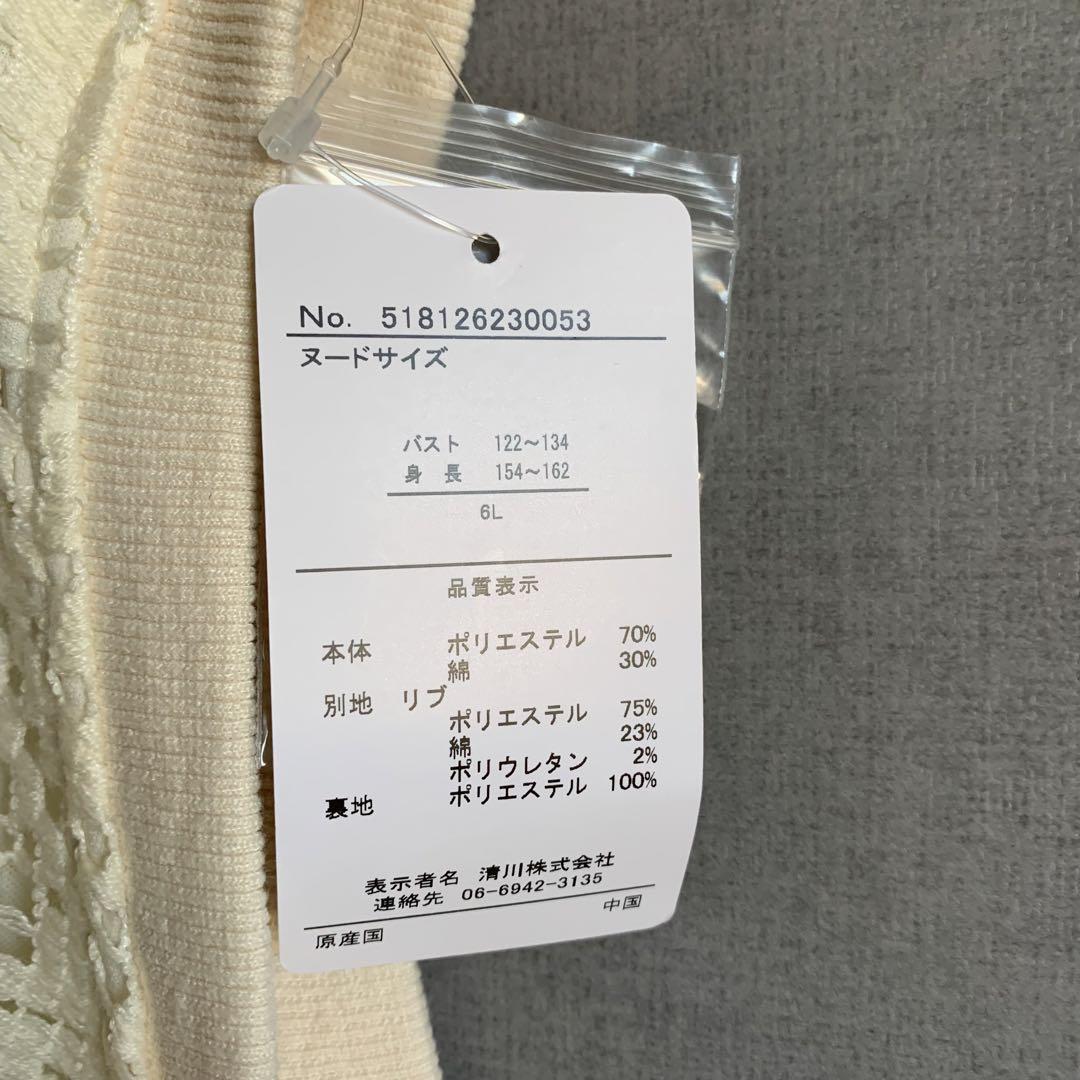 No. 518126230053
ヌードサイズ
バスト 122～134
身 長 154～162
6L
品質表示
本体 ポリエステル 70%
綿 30%
別地 リブ
ポリエステル 75%
綿 23%
ポリウレタン 2%
裏地 ポリエステル 100%
表示者名 清川株式会社
連絡先 06-6942-3135
原産国 中国